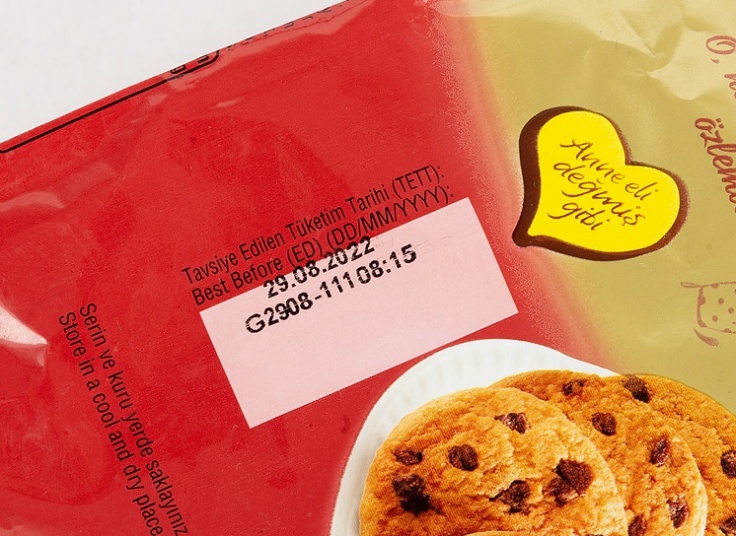 Tavsiye Edilen Tüketim Tarihi (TETT):
Best Before (ED) (DD/MM/YYYY):
29.08.2022
G2908-111 08:15
Serin ve kuru yerde saklayınız
Store in a cool and dry place
Anne eli
değmiş
gibi